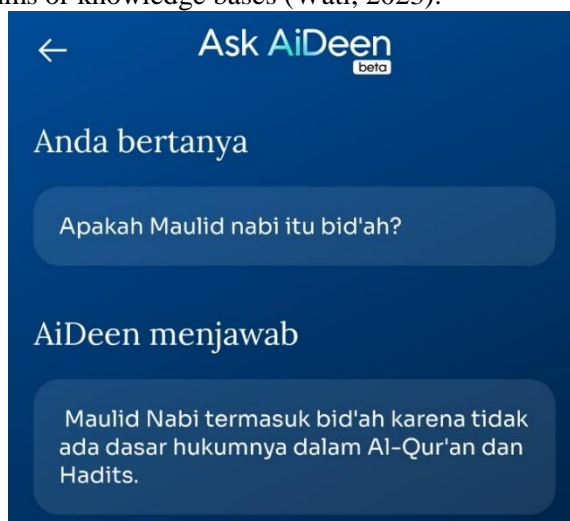 of knowledge bases (Wati, 2023).
Ask AiDeen
beta
Anda bertanya
Apakah Maulid nabi itu bid'ah?
AiDeen menjawab
Maulid Nabi termasuk bid'ah karena tidak
ada dasar hukumnya dalam Al-Qur'an dan
Hadits.